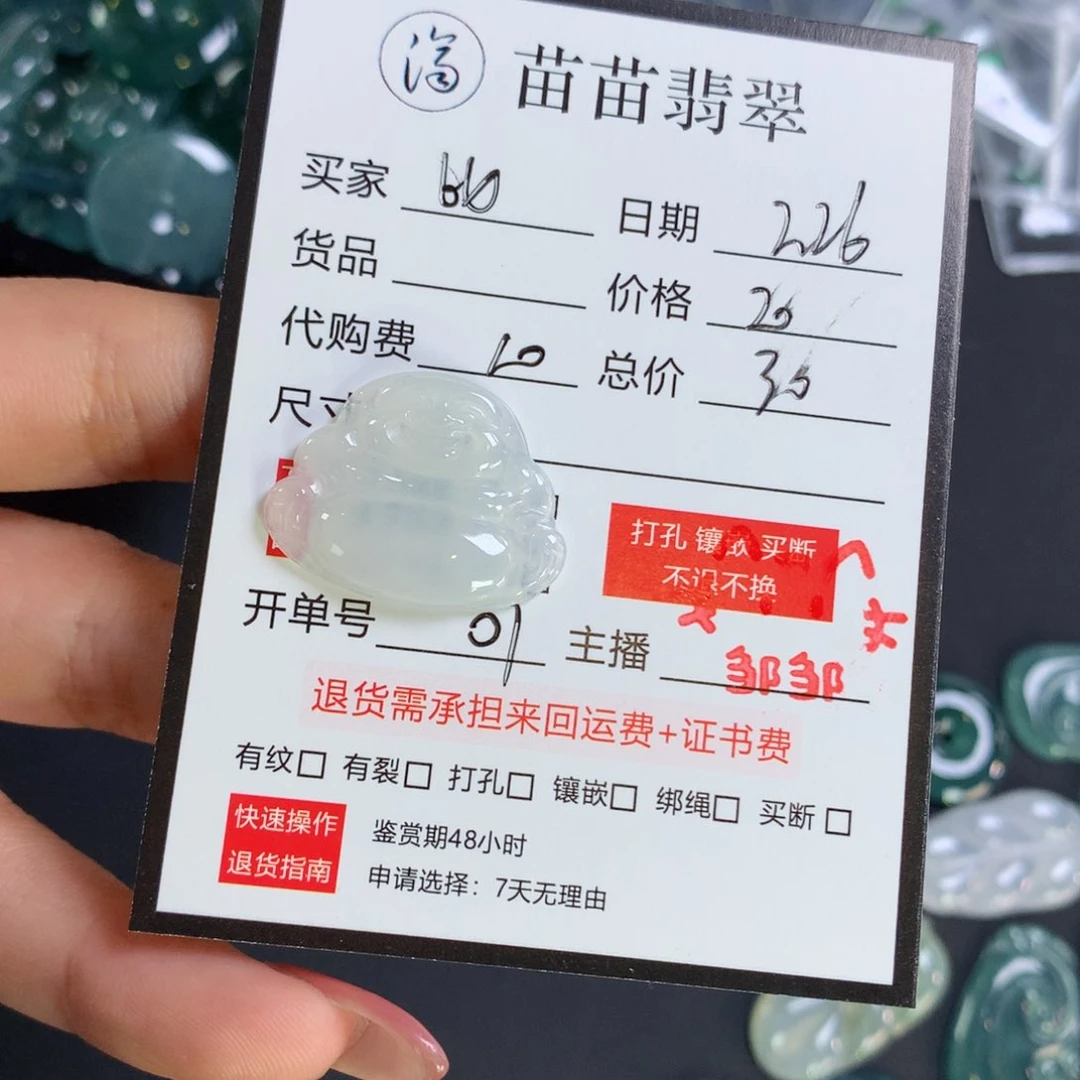 苗苗翡翠
买家 bb 日期 226
货品 价格 20
代购费 10 总价 30
尺寸
打孔 镶嵌 买断
不退不换
开单号 01 主播 邹邹
退货需承担来回运费+证书费
有纹□ 有裂□ 打孔□ 镶嵌□ 绑绳□ 买断□
快速操作 鉴赏期48小时
退货指南 申请选择：7天无理由